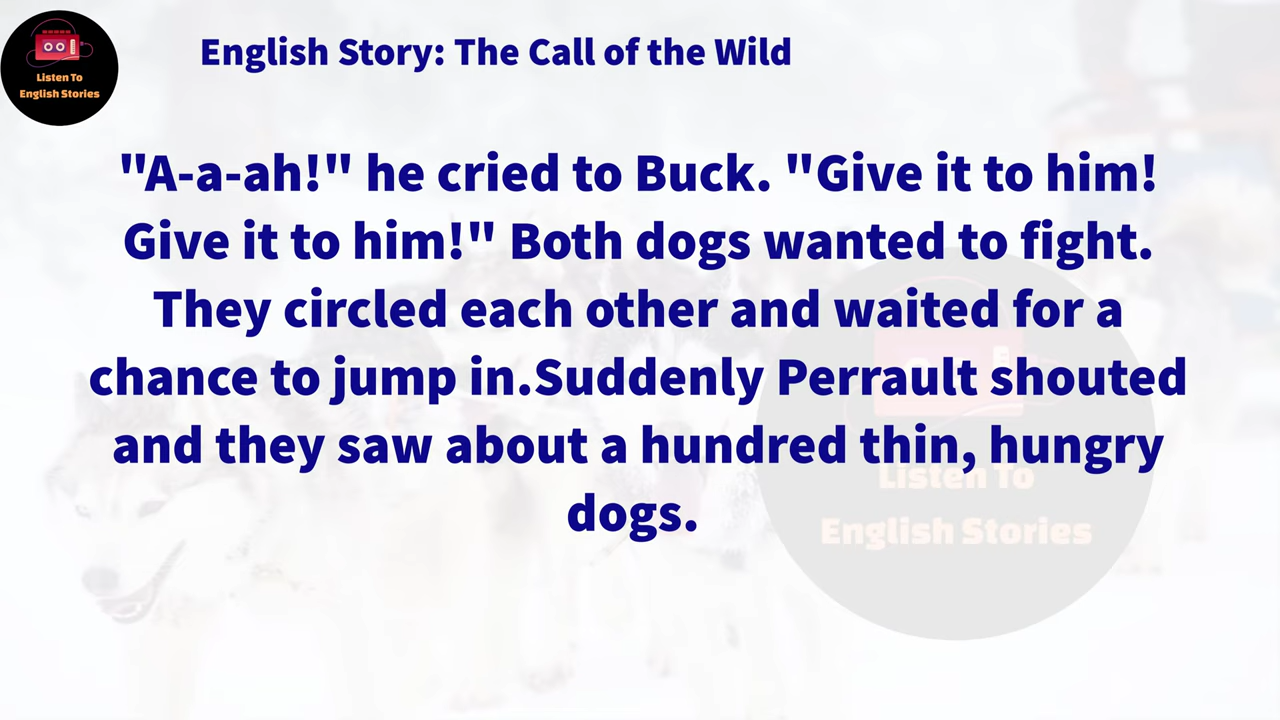 Listen To
English Stories
English Story: The Call of the Wild
"A-a-ah!" he cried to Buck. "Give it to him!
Give it to him!" Both dogs wanted to fight.
They circled each other and waited for a
chance to jump in.Suddenly Perrault shouted
and they saw about a hundred thin, hungry
dogs.
Listen To
English Stories